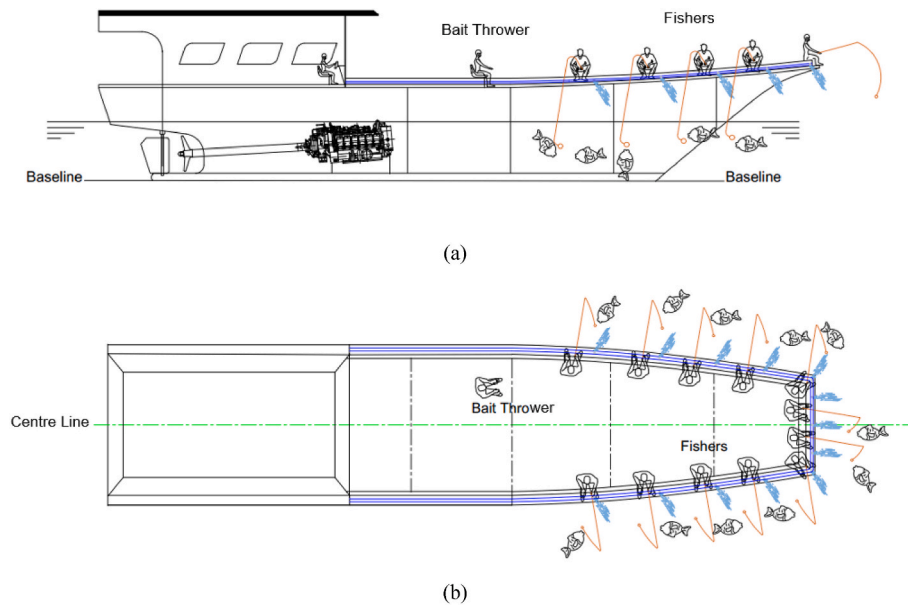 Bait Thrower
Fishers
Baseline
Baseline
(a)
Bait Thrower
Centre Line
Fishers
(b)